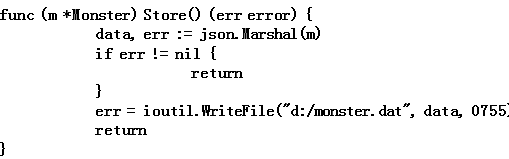 func (m *Monster) Store() (err error) {
data, err := json.Marshal(m)
if err != nil {
return
}
err = ioutil.WriteFile("d:/monster.dat", data, 0755)
return
}